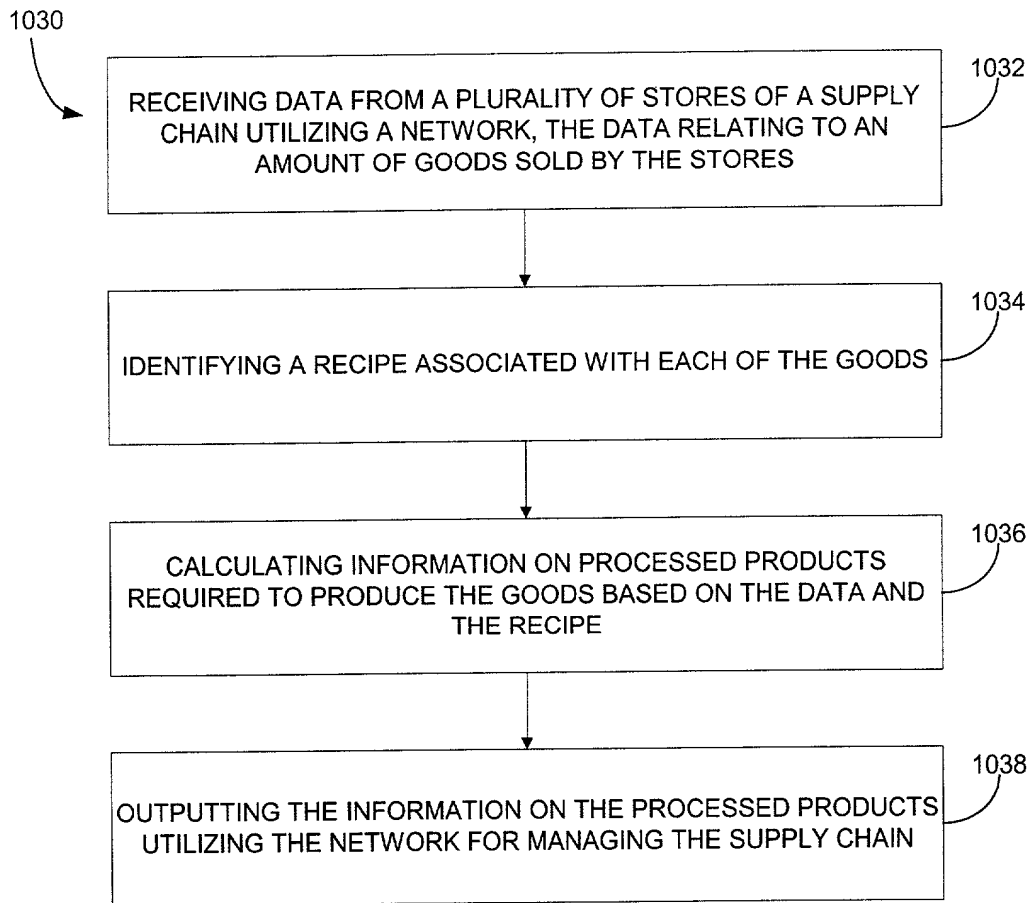 1030
1032
RECEIVING DATA FROM A PLURALITY OF STORES OF A SUPPLY
CHAIN UTILIZING A NETWORK, THE DATA RELATING TO AN
AMOUNT OF GOODS SOLD BY THE STORES
1034
IDENTIFYING A RECIPE ASSOCIATED WITH EACH OF THE GOODS
1036
CALCULATING INFORMATION ON PROCESSED PRODUCTS
REQUIRED TO PRODUCE THE GOODS BASED ON THE DATA AND
THE RECIPE
1038
OUTPUTTING THE INFORMATION ON THE PROCESSED PRODUCTS
UTILIZING THE NETWORK FOR MANAGING THE SUPPLY CHAIN